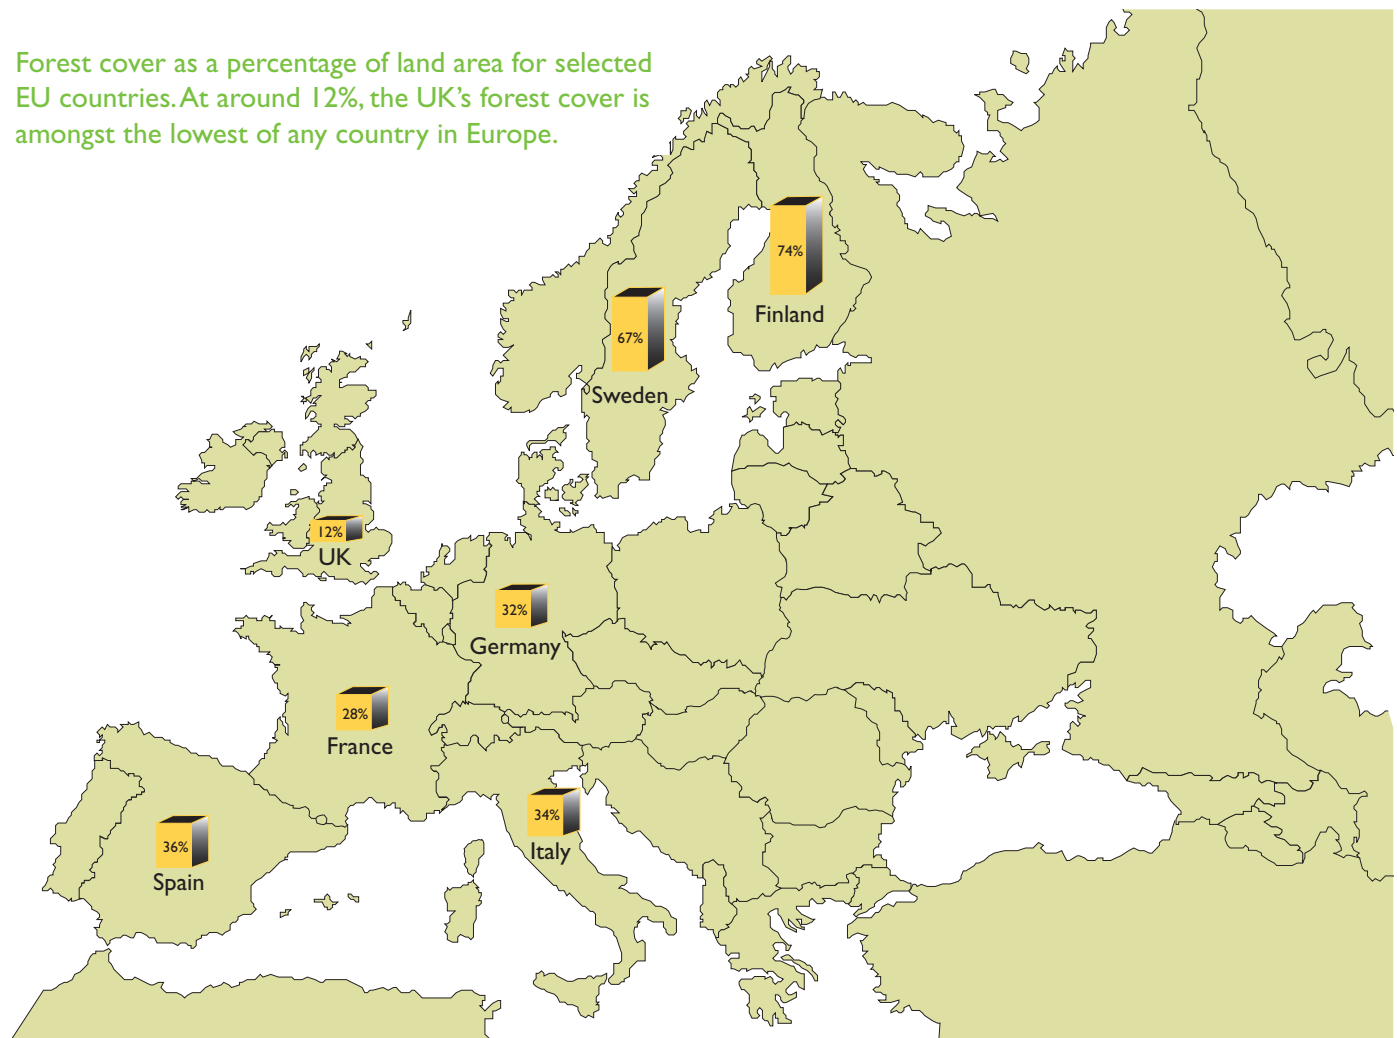 Forest cover as a percentage of land area for selected
EU countries. At around 12%, the UK's forest cover is
amongst the lowest of any country in Europe.
74%
Finland
67%
Sweden
12%
UK
32%
Germany
28%
France
34%
Italy
36%
Spain